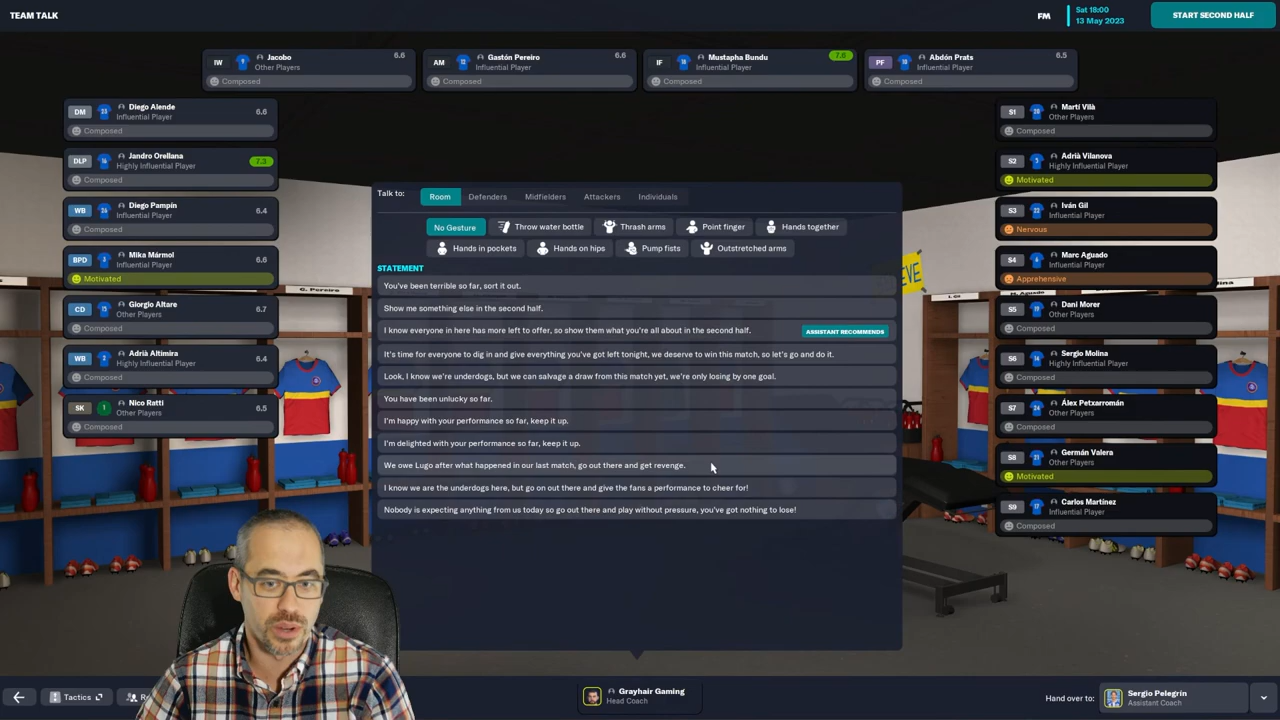 TEAM TALK
FM
Sat 18:00
13 May 2023
START SECOND HALF
IW
Jacobo
Other Players
6.6
Composed
AM
Gastón Pereiro
Influential Player
6.6
Composed
IF
Mustapha Bundu
Influential Player
Composed
PF
Abdón Prats
Influential Player
6.5
Composed
DM
Diego Alende
Influential Player
6.6
Composed
DLP
Jandro Orellana
Highly Influential Player
7.3
Composed
WB
Diego Pampín
Influential Player
6.4
Composed
BPD
Mika Mármol
Influential Player
6.6
Motivated
CD
Giorgio Altare
Other Players
6.7
Composed
WB
Adrià Altimira
Highly Influential Player
6.4
Composed
SK
1
Nico Ratti
Other Players
6.5
Composed
Talk to:
Room
Defenders
Midfielders
Attackers
Individuals
No Gesture
Throw water bottle
Thrash arms
Point finger
Hands together
Hands in pockets
Hands on hips
Pump fists
Outstretched arms
STATEMENT
You've been terrible so far, sort it out.
Show me something else in the second half.
I know everyone in here has more left to offer, so show them what you're all about in the second half.
ASSISTANT RECOMMENDS
It's time for everyone to dig in and give everything you've got left tonight, we deserve to win this match, so let's go and do it.
Look, I know we're underdogs, but we can salvage a draw from this match yet, we're only losing by one goal.
You have been unlucky so far.
I'm happy with your performance so far, keep it up.
I'm delighted with your performance so far, keep it up.
We owe Lugo after what happened in our last match, go out there and get revenge.
I know we are the underdogs here, but go on out there and give the fans a performance to cheer for!
Nobody is expecting anything from us today so go out there and play without pressure, you've got nothing to lose!
S1
Martí Vilà
Other Players
Composed
S2
Adrià Vilanova
Highly Influential Player
Motivated
S3
Iván Gil
Influential Player
Nervous
S4
Marc Aguado
Influential Player
Apprehensive
S5
Dani Morer
Other Players
Composed
S6
Sergio Molina
Highly Influential Player
Composed
S7
Álex Petxarromán
Other Players
Composed
S8
Germán Valera
Other Players
Motivated
S9
Carlos Martínez
Other Players
Composed
G. Pereiro
Tactics
Grayhair Gaming
Head Coach
Hand over to:
Sergio Pelegrín
Assistant Coach